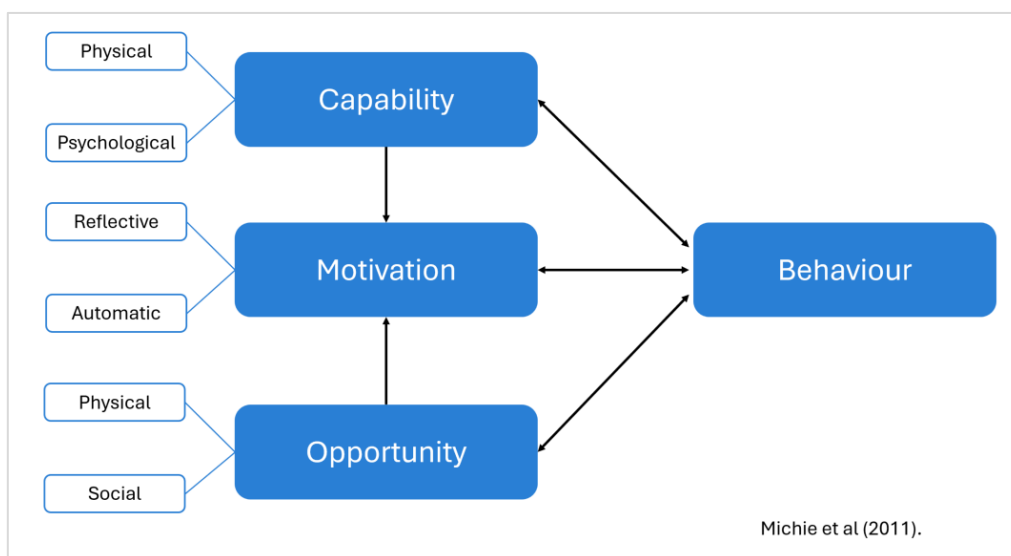 Physical
Capability
Psychological
Reflective
Motivation
Behaviour
Automatic
Physical
Opportunity
Social
Michie et al (2011).